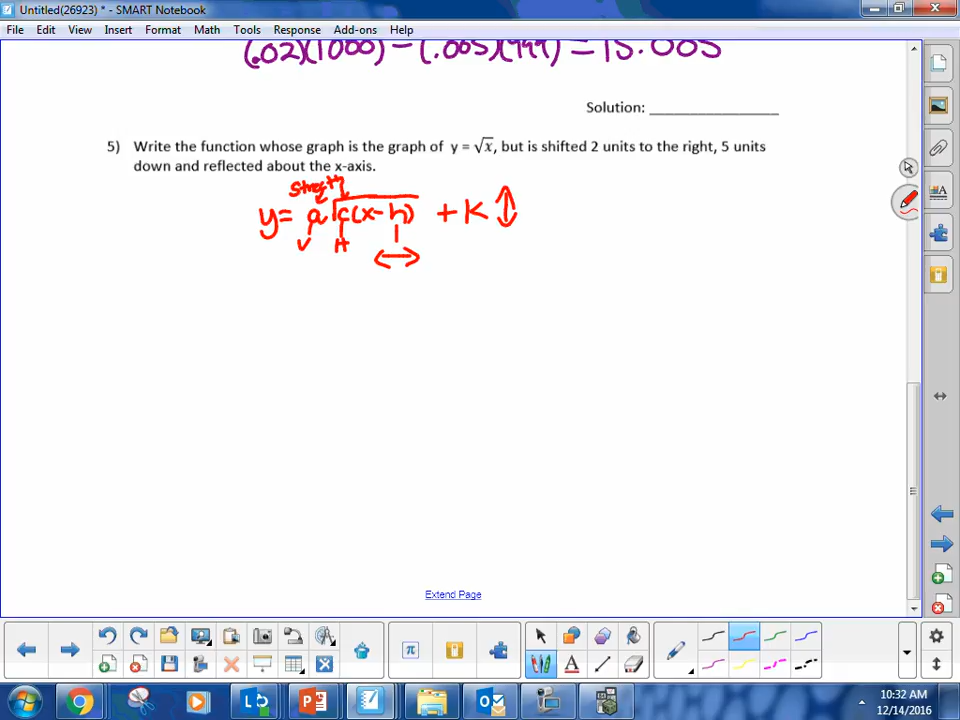 Untitled(26923) * - SMART Notebook
File Edit View Insert Format Math Tools Response Add-ons Help
(.02)(1000) - (.005)(999) = 15.005
Solution: _______________
5) Write the function whose graph is the graph of y = √x, but is shifted 2 units to the right, 5 units
down and reflected about the x-axis.
y = a√c(x-h) + K
V H
Extend Page
10:32 AM
12/14/2016